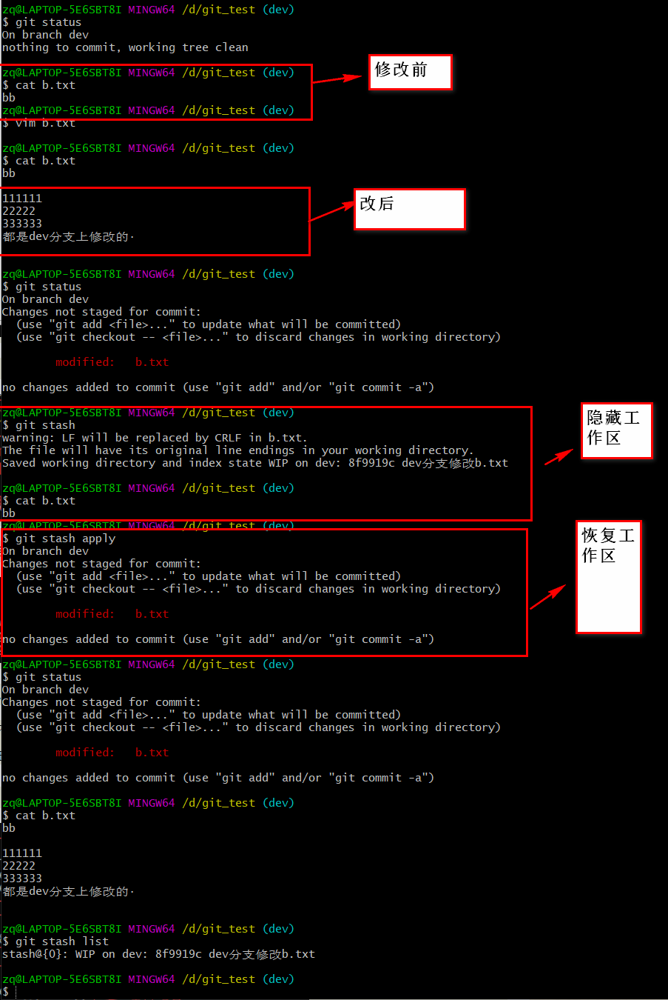 zq@LAPTOP-5E6SBT8I MINGW64 /d/git_test (dev)
$ git status
On branch dev
nothing to commit, working tree clean
zq@LAPTOP-5E6SBT8I MINGW64 /d/git_test (dev)
修改前
$ cat b.txt
bb
zq@LAPTOP-5E6SBT8I MINGW64 /d/git_test (dev)
$ vim b.txt
zq@LAPTOP-5E6SBT8I MINGW64 /d/git_test (dev)
$ cat b.txt
bb
111111
改后
22222
333333
都是dev分支上修改的.
zq@LAPTOP-5E6SBT8I MINGW64 /d/git_test (dev)
$ git status
On branch dev
Changes not staged for commit:
(use "git add <file>..." to update what will be committed)
(use "git checkout -- <file>..." to discard changes in working directory)
modified: b.txt
no changes added to commit (use "git add" and/or "git commit -a")
zq@LAPTOP-5E6SBT8I MINGW64 /d/git_test (dev)
$ git stash
warning: LF will be replaced by CRLF in b.txt.
The file will have its original line endings in your working directory.
Saved working directory and index state WIP on dev: 8f9919c dev分支修改b.txt
隐藏工
作区
zq@LAPTOP-5E6SBT8I MINGW64 /d/git_test (dev)
$ cat b.txt
bb
zq@LAPTOP-5E6SBT8I MINGW64 /d/git_test (dev)
$ git stash apply
On branch dev
Changes not staged for commit:
(use "git add <file>..." to update what will be committed)
(use "git checkout -- <file>..." to discard changes in working directory)
modified: b.txt
no changes added to commit (use "git add" and/or "git commit -a")
恢复工
作区
zq@LAPTOP-5E6SBT8I MINGW64 /d/git_test (dev)
$ git status
On branch dev
Changes not staged for commit:
(use "git add <file>..." to update what will be committed)
(use "git checkout -- <file>..." to discard changes in working directory)
modified: b.txt
no changes added to commit (use "git add" and/or "git commit -a")
zq@LAPTOP-5E6SBT8I MINGW64 /d/git_test (dev)
$ cat b.txt
bb
111111
22222
333333
都是dev分支上修改的.
zq@LAPTOP-5E6SBT8I MINGW64 /d/git_test (dev)
$ git stash list
stash@{0}: WIP on dev: 8f9919c dev分支修改b.txt
zq@LAPTOP-5E6SBT8I MINGW64 /d/git_test (dev)
$